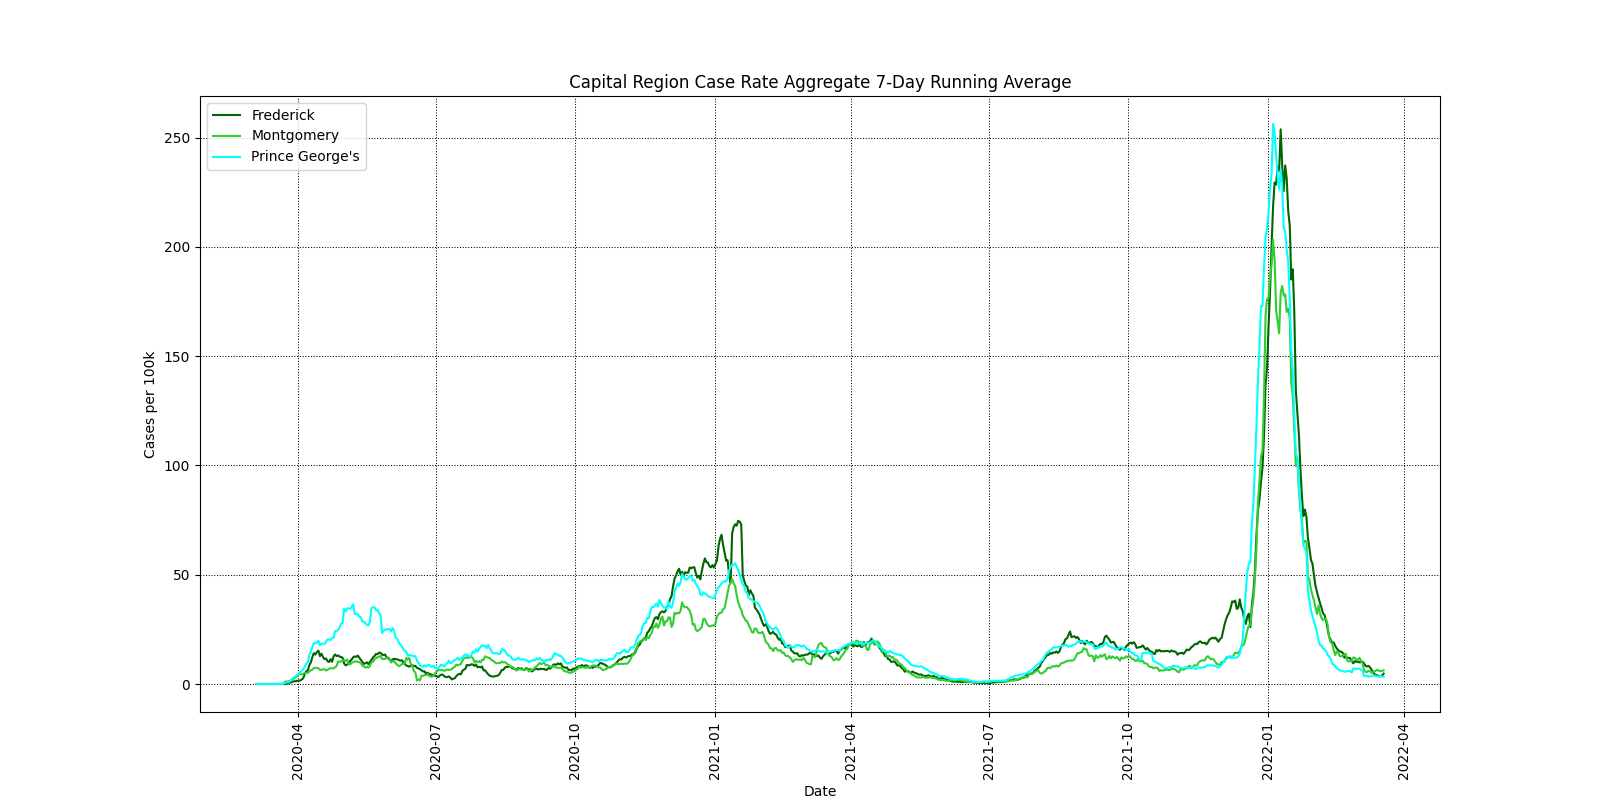 Capital Region Case Rate Aggregate 7-Day Running Average
Frederick
Montgomery
Prince George's
250
200
150
100
50
0
Cases per 100k
2020-04
2020-07
2020-10
2021-01
2021-04
2021-07
2021-10
2022-01
2022-04
Date